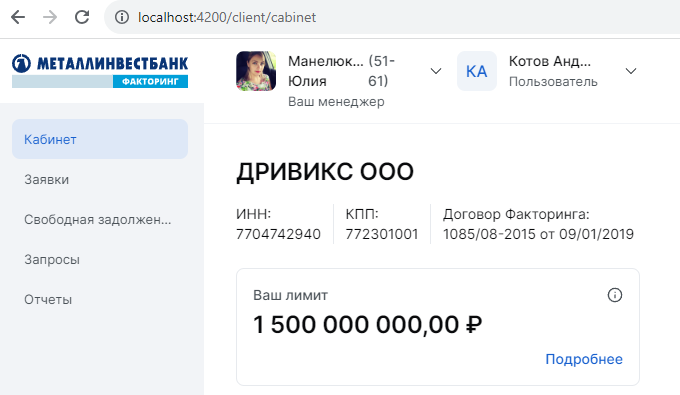 localhost:4200/client/cabinet
МЕТАЛЛИНВЕСТБАНК
ФАКТОРИНГ
Манелюк... (51-
Юлия 61)
Ваш менеджер
КА
Котов Анд...
Пользователь
Кабинет
Заявки
Свободная задолжен...
Запросы
Отчеты
ДРИВИКС ООО
ИНН:
7704742940
КПП:
772301001
Договор Факторинга:
1085/08-2015 от 09/01/2019
Ваш лимит
1 500 000 000,00 ₽
Подробнее